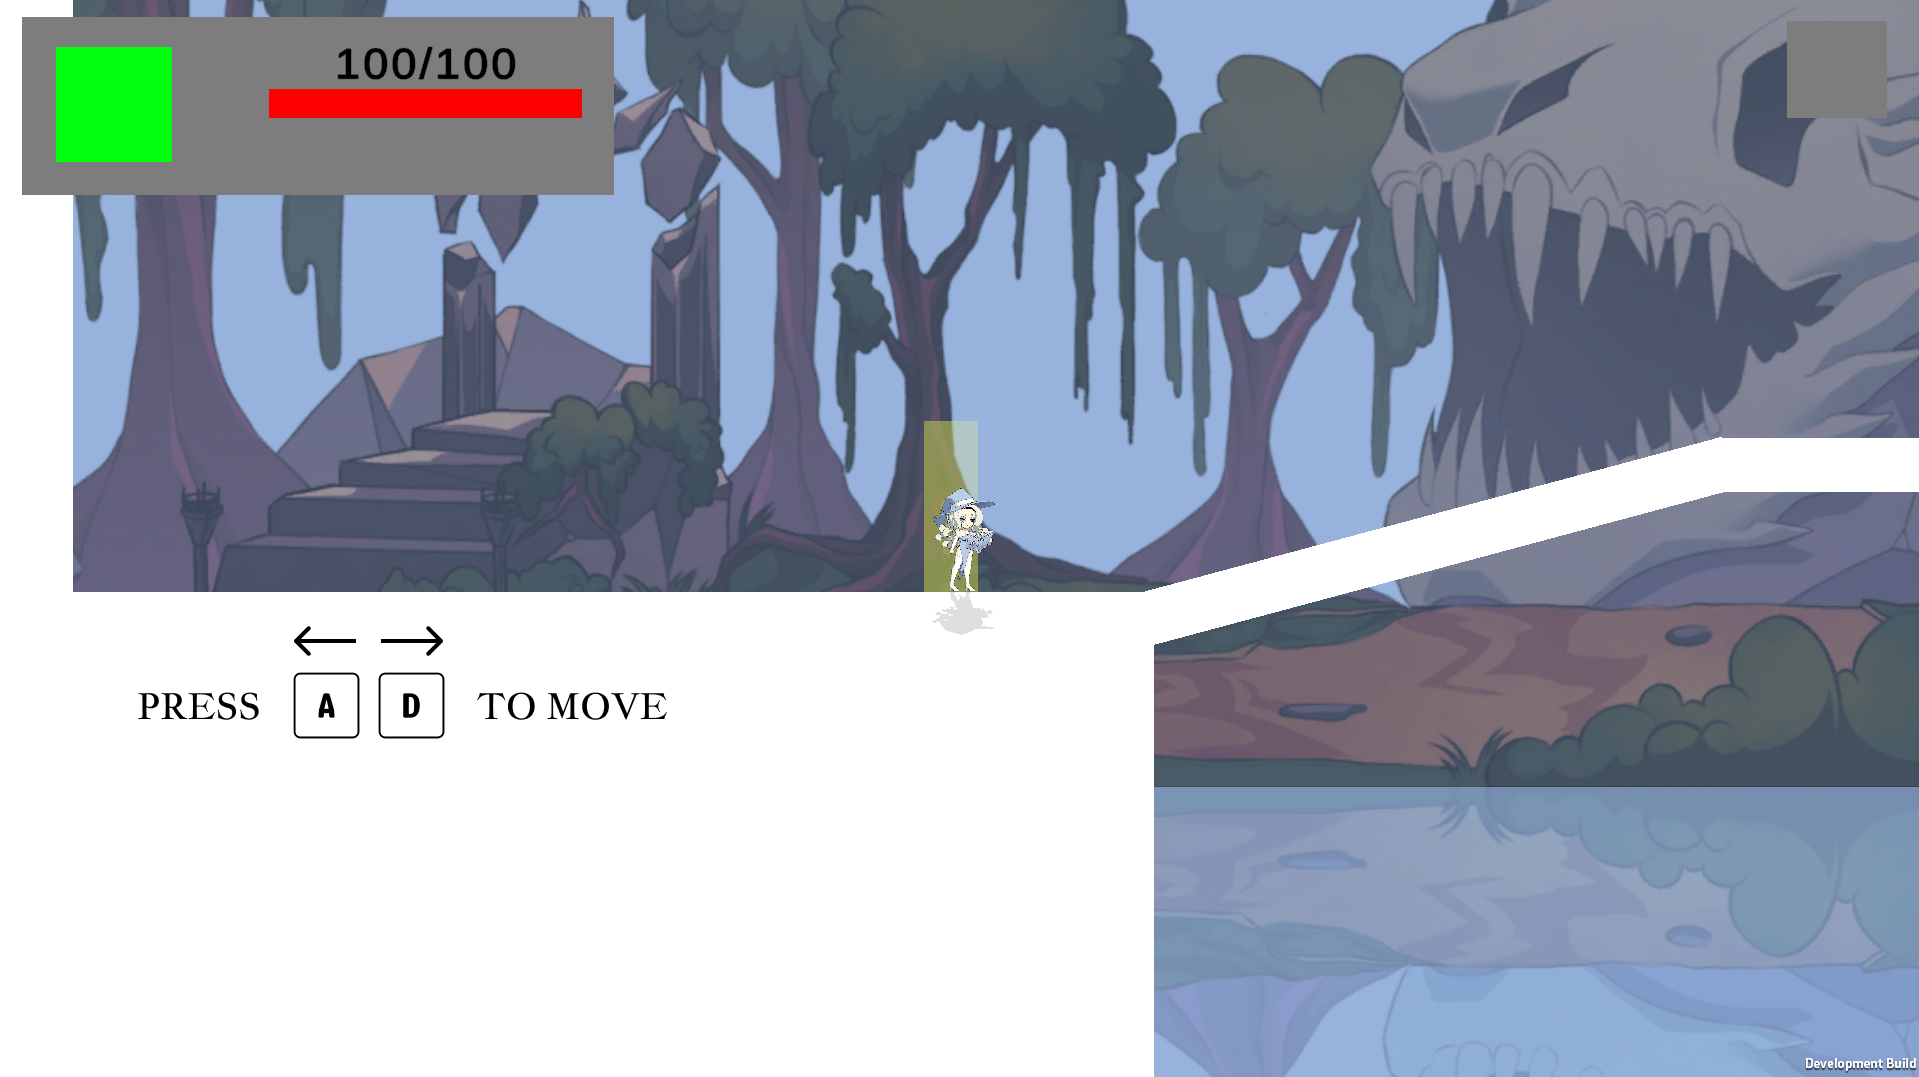 100/100
← →
PRESS A D TO MOVE
Development Build